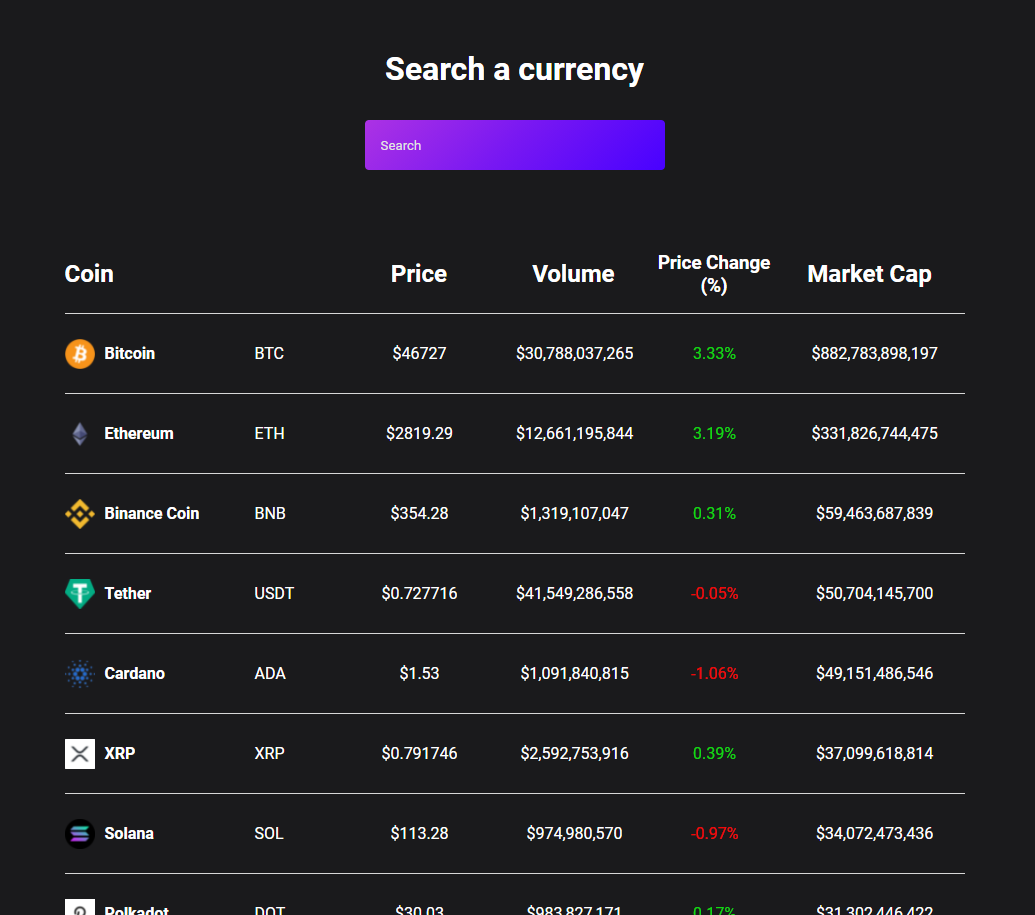 Search a currency
Search
Coin Price Volume Price Change (%) Market Cap
Bitcoin BTC $46727 $30,788,037,265 3.33% $882,783,898,197
Ethereum ETH $2819.29 $12,661,195,844 3.19% $331,826,744,475
Binance Coin BNB $354.28 $1,319,107,047 0.31% $59,463,687,839
Tether USDT $0.727716 $41,549,286,558 -0.05% $50,704,145,700
Cardano ADA $1.53 $1,091,840,815 -1.06% $49,151,486,546
XRP XRP $0.791746 $2,592,753,916 0.39% $37,099,618,814
Solana SOL $113.28 $974,980,570 -0.97% $34,072,473,436
Polkadot DOT $30.03 $983,827,171 0.17% $31,302,446,422